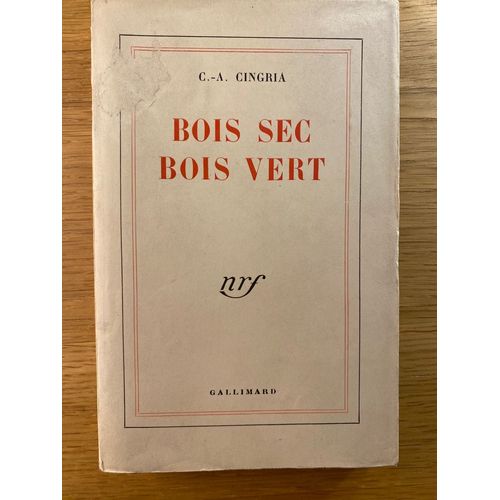 C.-A. CINGRIA
BOIS SEC
BOIS VERT
nrf
GALLIMARD